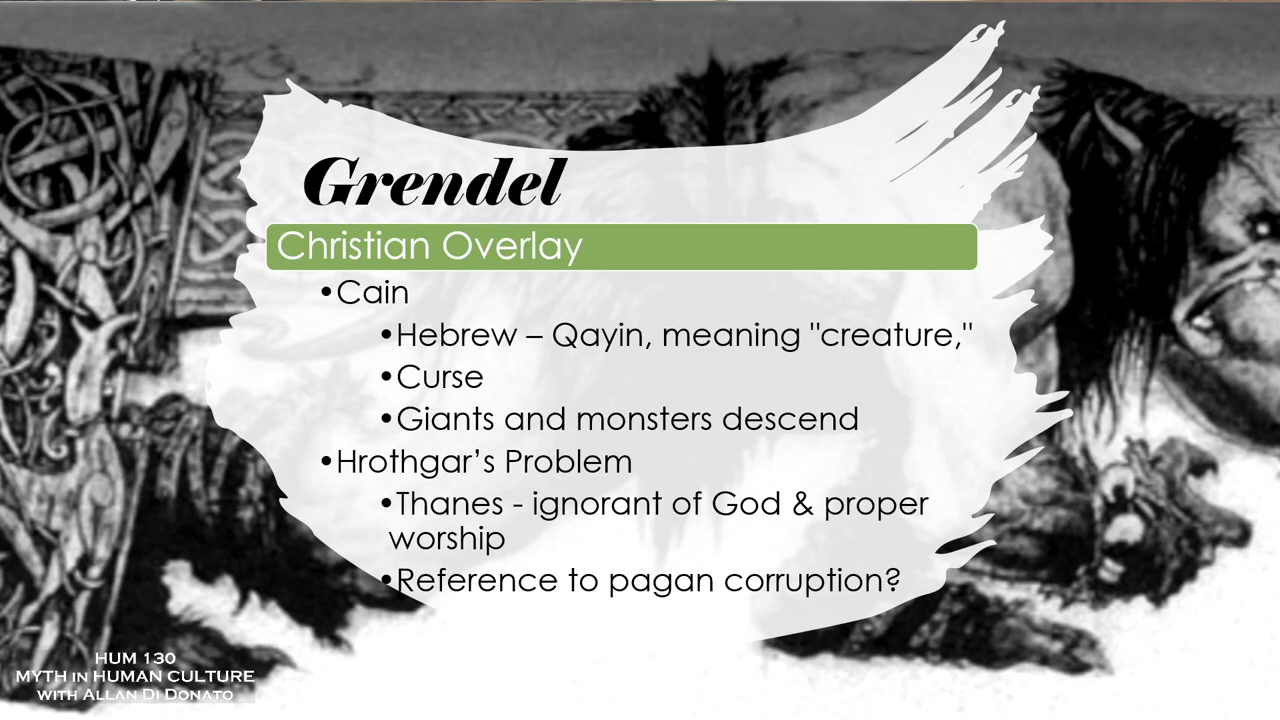 Grendel
Christian Overlay
•Cain
•Hebrew – Qayin, meaning "creature,"
•Curse
•Giants and monsters descend
•Hrothgar’s Problem
•Thanes - ignorant of God & proper
worship
•Reference to pagan corruption?
HUM 130
MYTH IN HUMAN CULTURE
WITH ALLAN DI DONATO